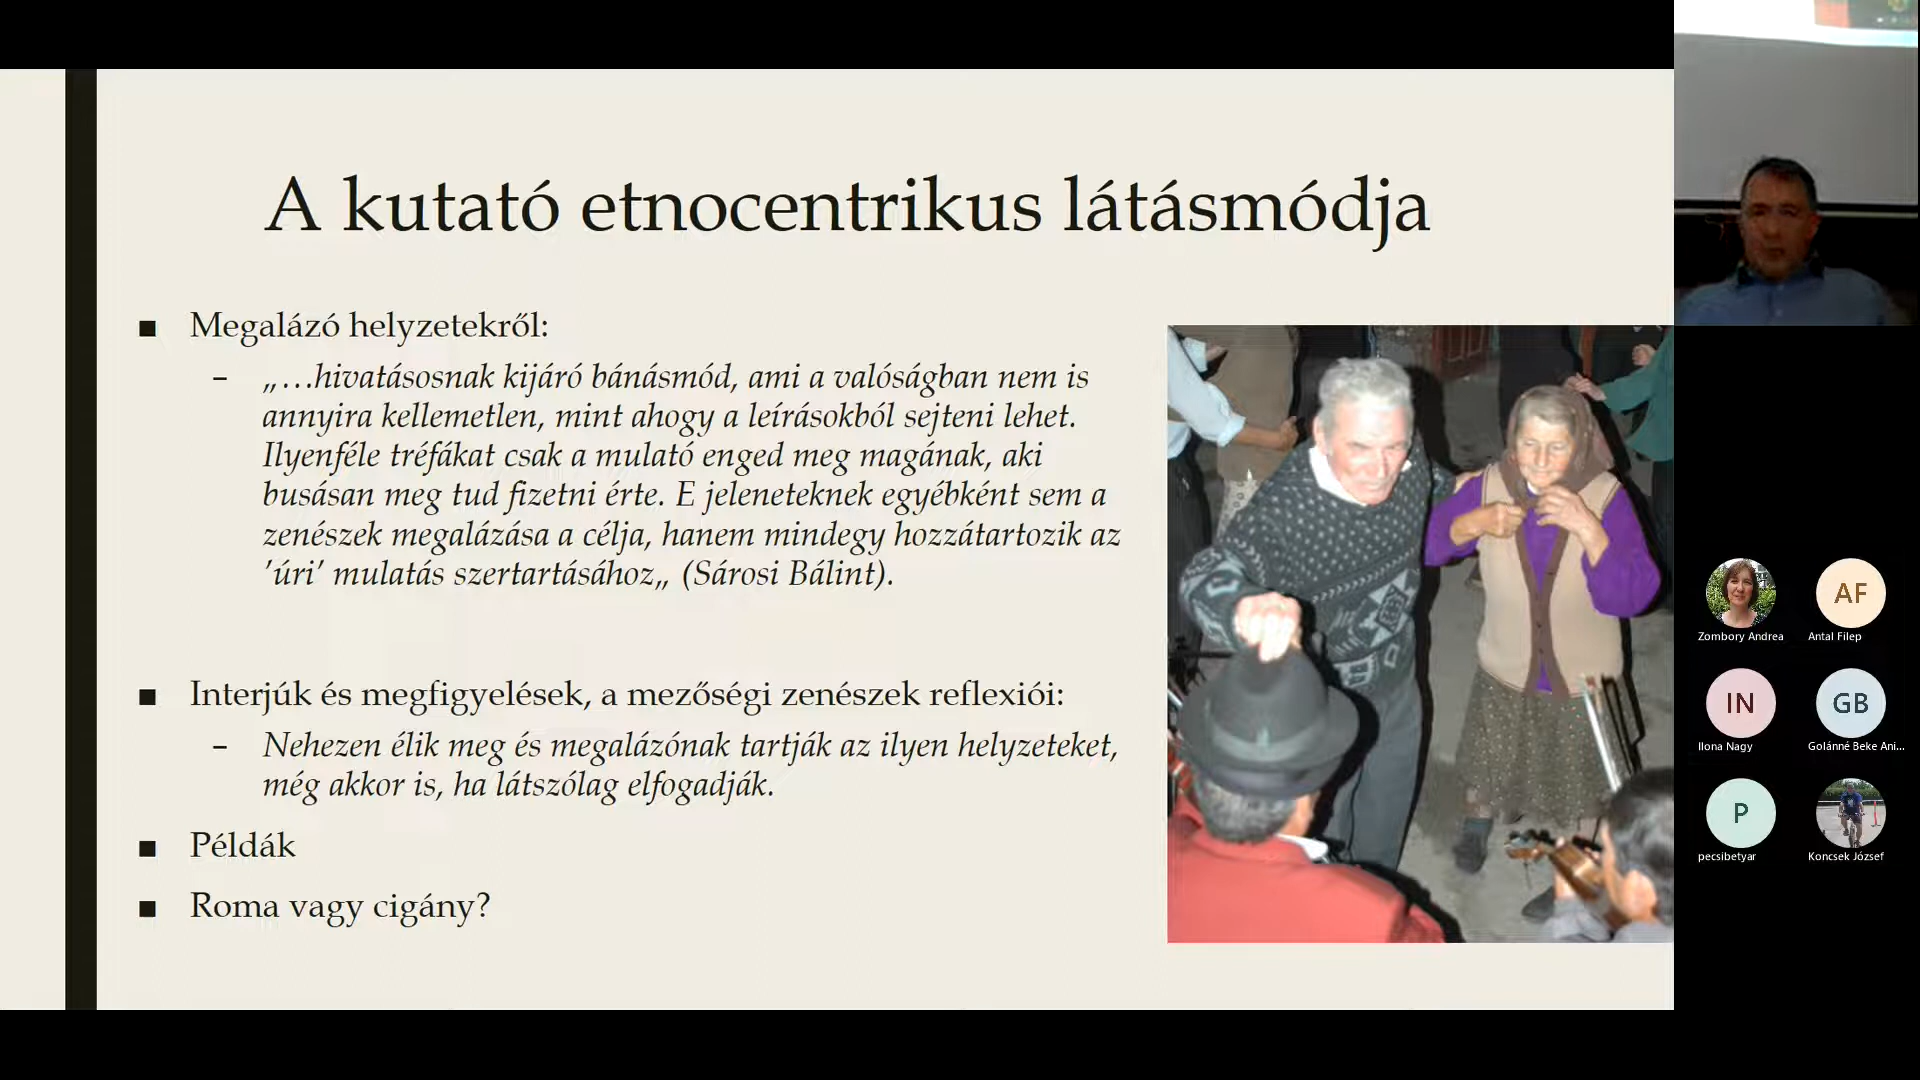 A kutató etnocentrikus látásmódja
■ Megalázó helyzetekről:
– „…hivatásosnak kijáró bánásmód, ami a valóságban nem is
annyira kellemetlen, mint ahogy a leírásokból sejteni lehet.
Ilyenféle tréfákat csak a mulató enged meg magának, aki
busásan meg tud fizetni érte. E jeleneteknek egyébként sem a
zenészek megalázása a célja, hanem mindegy hozzátartozik az
’úri’ mulatás szertartásához„ (Sárosi Bálint).
■ Interjúk és megfigyelések, a mezőségi zenészek reflexiói:
– Nehezen élik meg és megalázónak tartják az ilyen helyzeteket,
még akkor is, ha látszólag elfogadják.
■ Példák
■ Roma vagy cigány?
AF
Zombory Andrea
Antal Filep
IN
GB
Ilona Nagy
Golánné Beke Ani...
P
pecsibetyar
Koncsek József